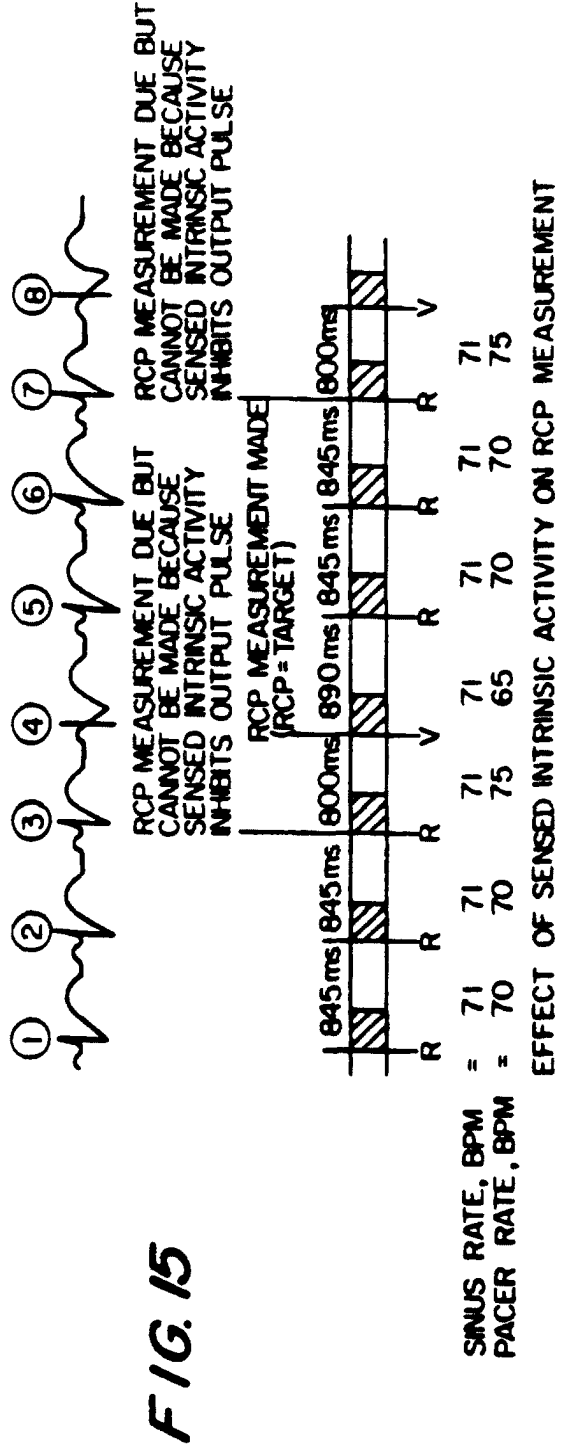 FIG. 15
1 2 3 4 5 6 7 8
RCP MEASUREMENT DUE BUT
CANNOT BE MADE BECAUSE
SENSED INTRINSIC ACTIVITY
INHIBITS OUTPUT PULSE
RCP MEASUREMENT DUE BUT
CANNOT BE MADE BECAUSE
SENSED INTRINSIC ACTIVITY
INHIBITS OUTPUT PULSE
RCP MEASUREMENT MADE
(RCP=TARGET)
845ms 845ms 800ms 890ms 845ms 845ms 800ms
R R R V R R R V
SINUS RATE, BPM = 71 71 71 71 71 71 71
PACER RATE, BPM = 70 70 75 65 70 70 75
EFFECT OF SENSED INTRINSIC ACTIVITY ON RCP MEASUREMENT